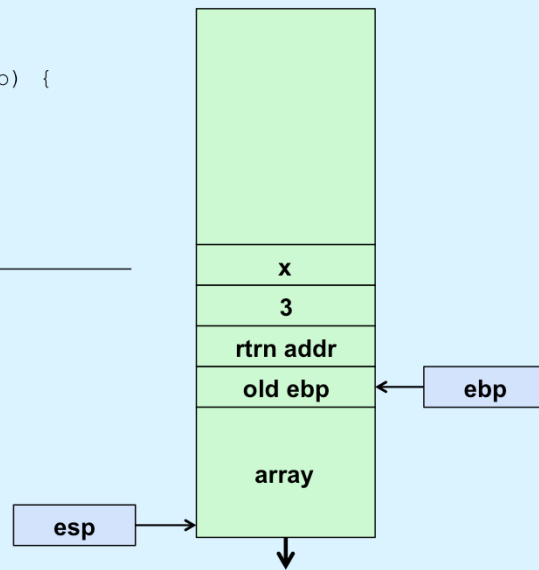 o) {
x
3
rtrn addr
old ebp
ebp
array
esp